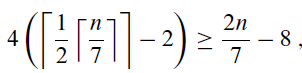 4 ( ⌈ 1/2 ⌈ n/7 ⌉ ⌉ − 2 ) ≥ 2n/7 − 8 ,